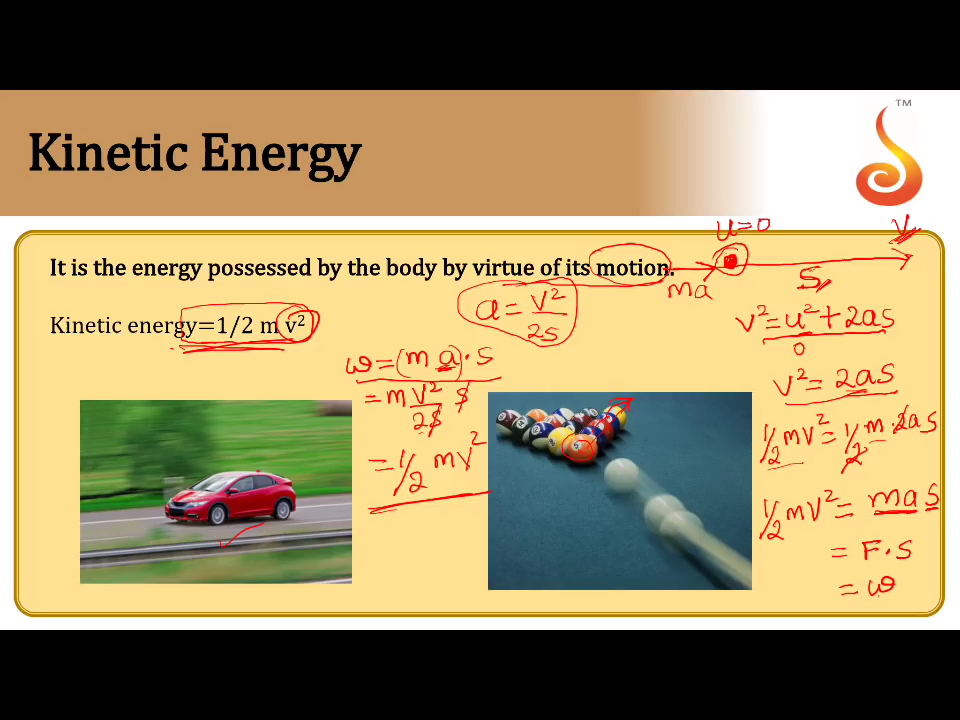 Kinetic Energy
TM
u=0
V
It is the energy possessed by the body by virtue of its motion.
ma
S
a = V²/2s
Kinetic energy=1/2 m v²
V² = u² + 2as
0
W = (m a) · s
= m V²/2s s
= 1/2 mV²
V² = 2as
1/2 mV² = 1/2 m · 2as
1/2 mV² = mas
= F · S
= W